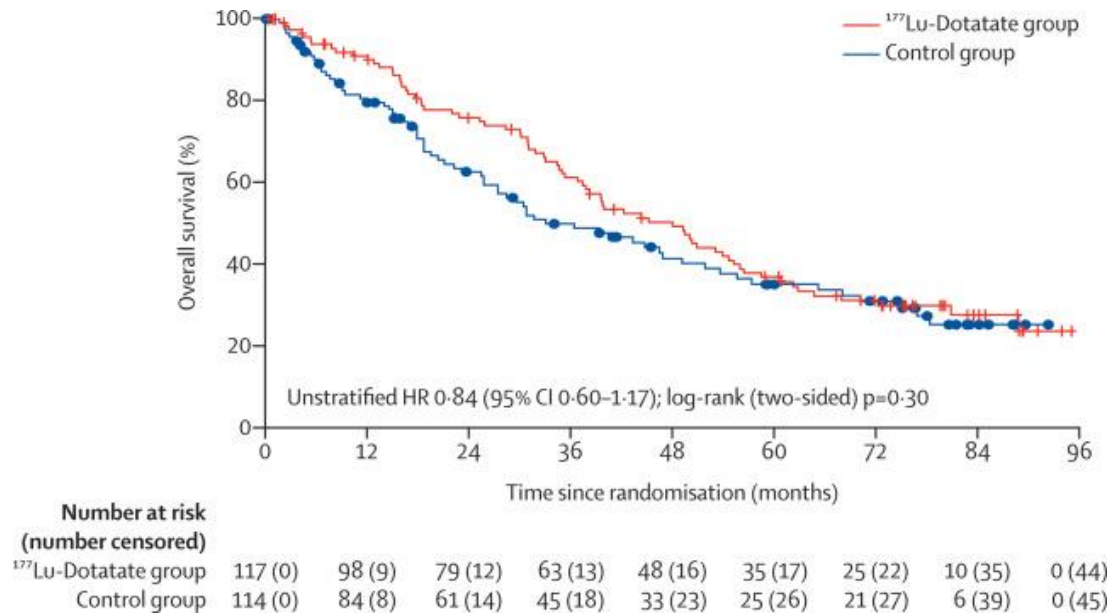 100
80
60
40
20
0
Overall survival (%)
¹⁷⁷Lu-Dotatate group
Control group
Unstratified HR 0·84 (95% CI 0·60–1·17); log-rank (two-sided) p=0·30
0 12 24 36 48 60 72 84 96
Time since randomisation (months)
Number at risk
(number censored)
¹⁷⁷Lu-Dotatate group 117 (0) 98 (9) 79 (12) 63 (13) 48 (16) 35 (17) 25 (22) 10 (35) 0 (44)
Control group 114 (0) 84 (8) 61 (14) 45 (18) 33 (23) 25 (26) 21 (27) 6 (39) 0 (45)